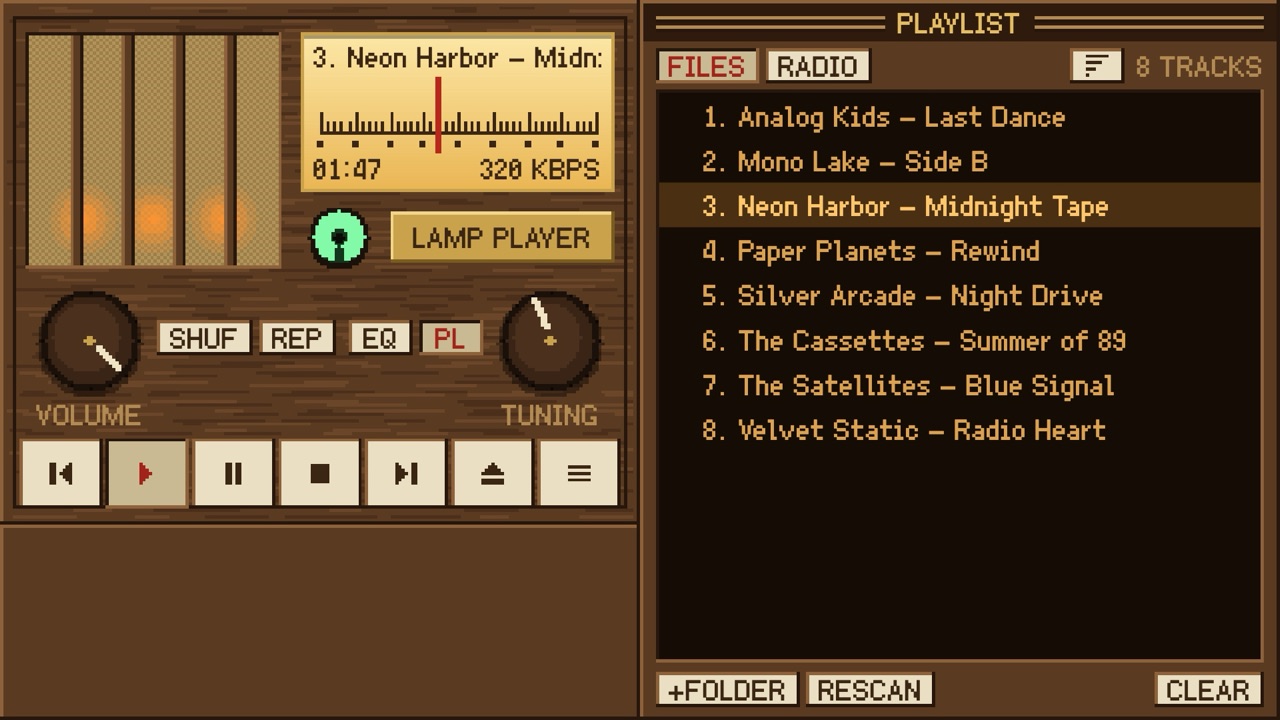 3. Neon Harbor – Midn
01:47 320 KBPS
LAMP PLAYER
SHUF REP EQ PL
VOLUME TUNING
PLAYLIST
FILES RADIO 8 TRACKS
1. Analog Kids – Last Dance
2. Mono Lake – Side B
3. Neon Harbor – Midnight Tape
4. Paper Planets – Rewind
5. Silver Arcade – Night Drive
6. The Cassettes – Summer of 89
7. The Satellites – Blue Signal
8. Velvet Static – Radio Heart
+FOLDER RESCAN CLEAR